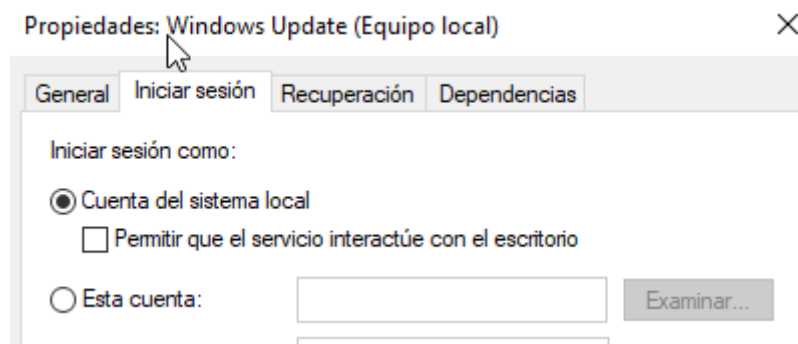 Propiedades: Windows Update (Equipo local)
General Iniciar sesión Recuperación Dependencias
Iniciar sesión como:
Cuenta del sistema local
Permitir que el servicio interactúe con el escritorio
Esta cuenta: Examinar...